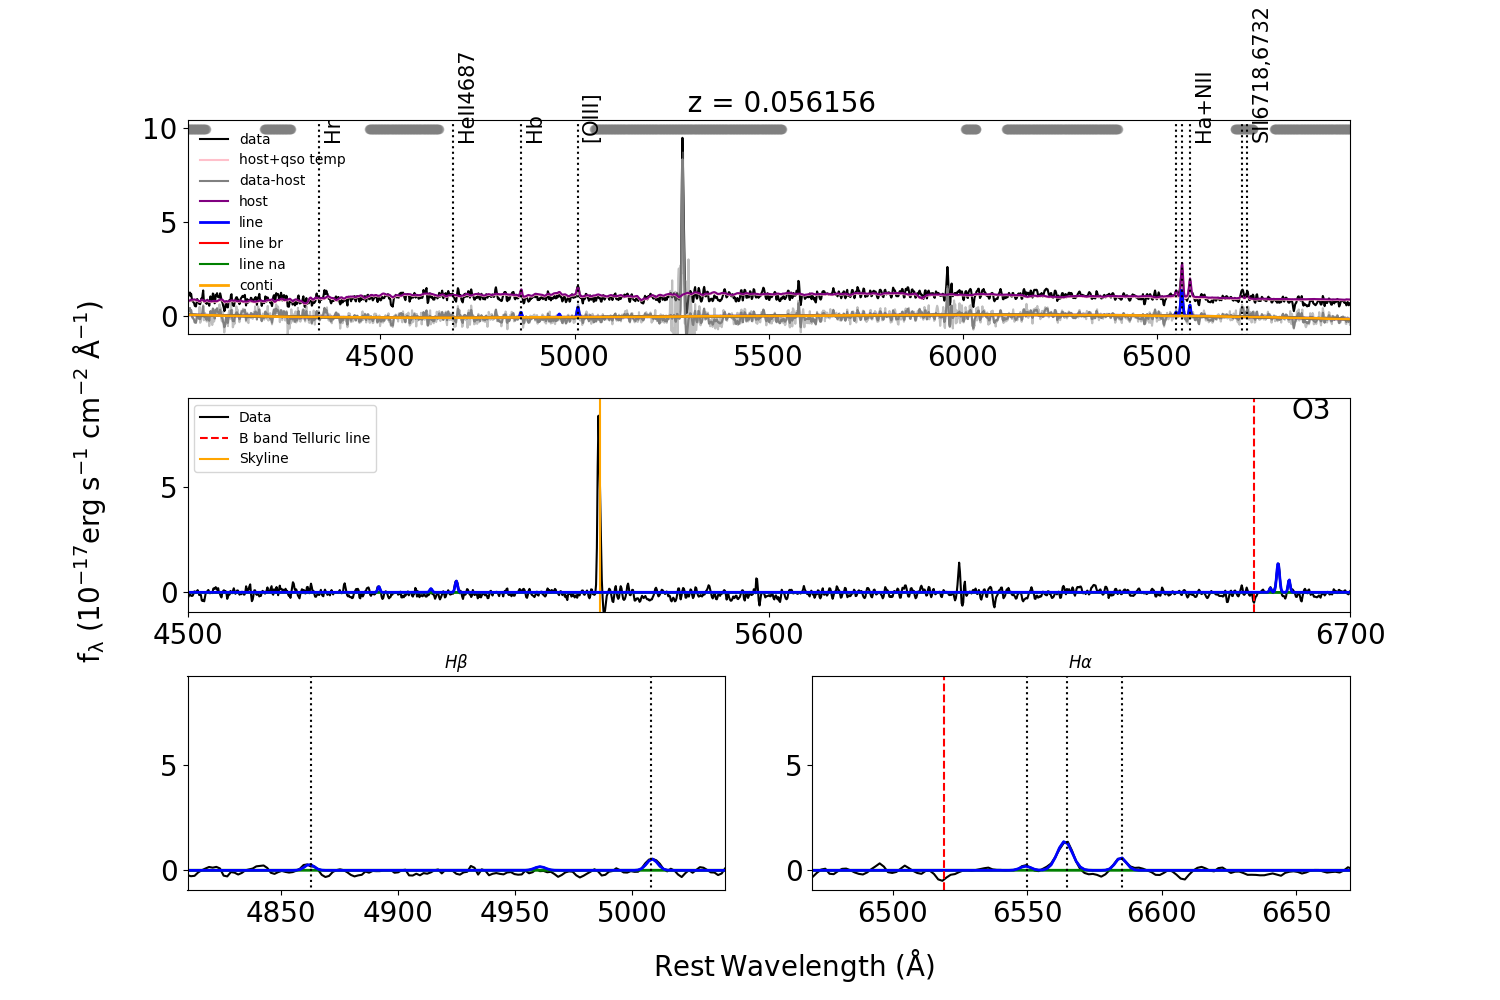 z = 0.056156
Hr
HeII4687
Hb
[OIII]
Ha+NII
SII6718,6732
10
5
0
data
host+qso temp
data-host
host
line
line br
line na
conti
4500
5000
5500
6000
6500
fλ (10⁻¹⁷erg s⁻¹ cm⁻² Å⁻¹)
O3
Data
B band Telluric line
Skyline
5
0
4500
5600
6700
Hβ
5
0
4850
4900
4950
5000
Hα
5
0
6500
6550
6600
6650
Rest Wavelength (Å)